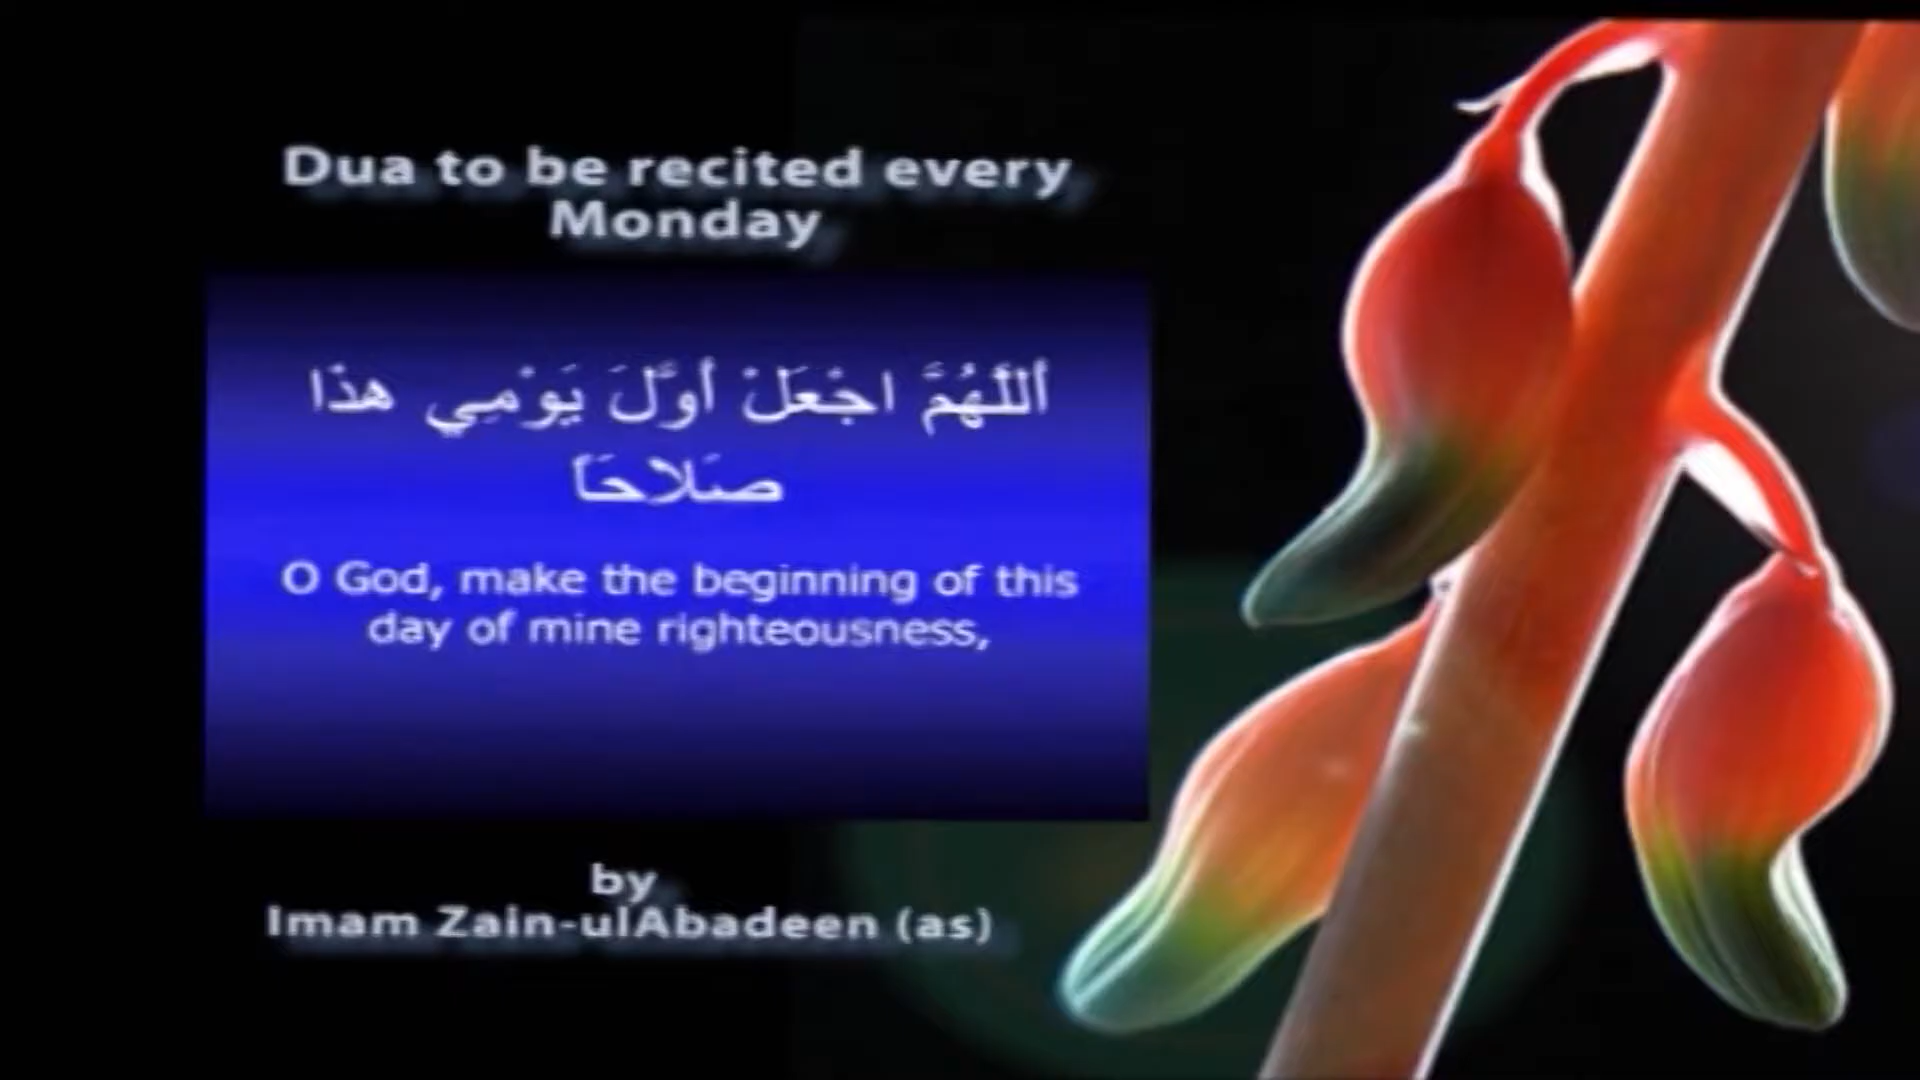 Dua to be recited every
Monday
أَللَّهُمَّ اجْعَلْ أَوَّلَ يَوْمِي هذَا
صَلاحَاً
O God, make the beginning of this
day of mine righteousness,
by
Imam Zain-ulAbadeen (as)